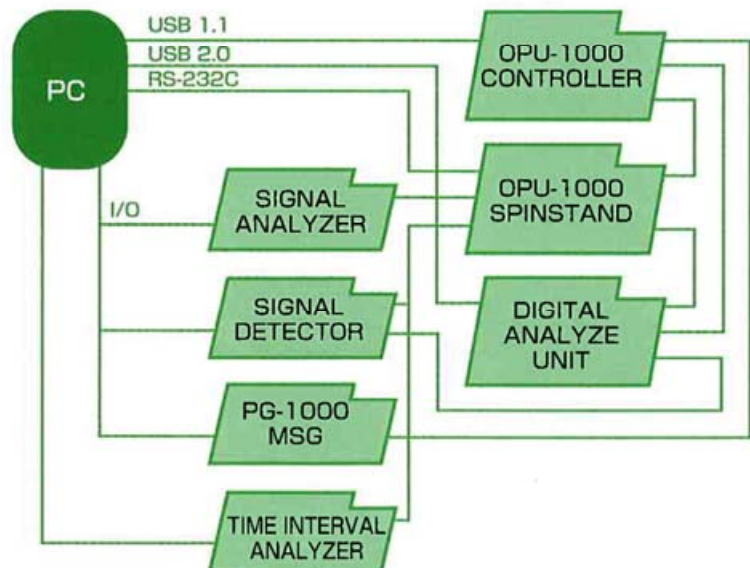 USB 1.1
USB 2.0
RS-232C
PC
I/O
OPU-1000
CONTROLLER
OPU-1000
SPINSTAND
SIGNAL
ANALYZER
SIGNAL
DETECTOR
DIGITAL
ANALYZE
UNIT
PG-1000
MSG
TIME INTERVAL
ANALYZER